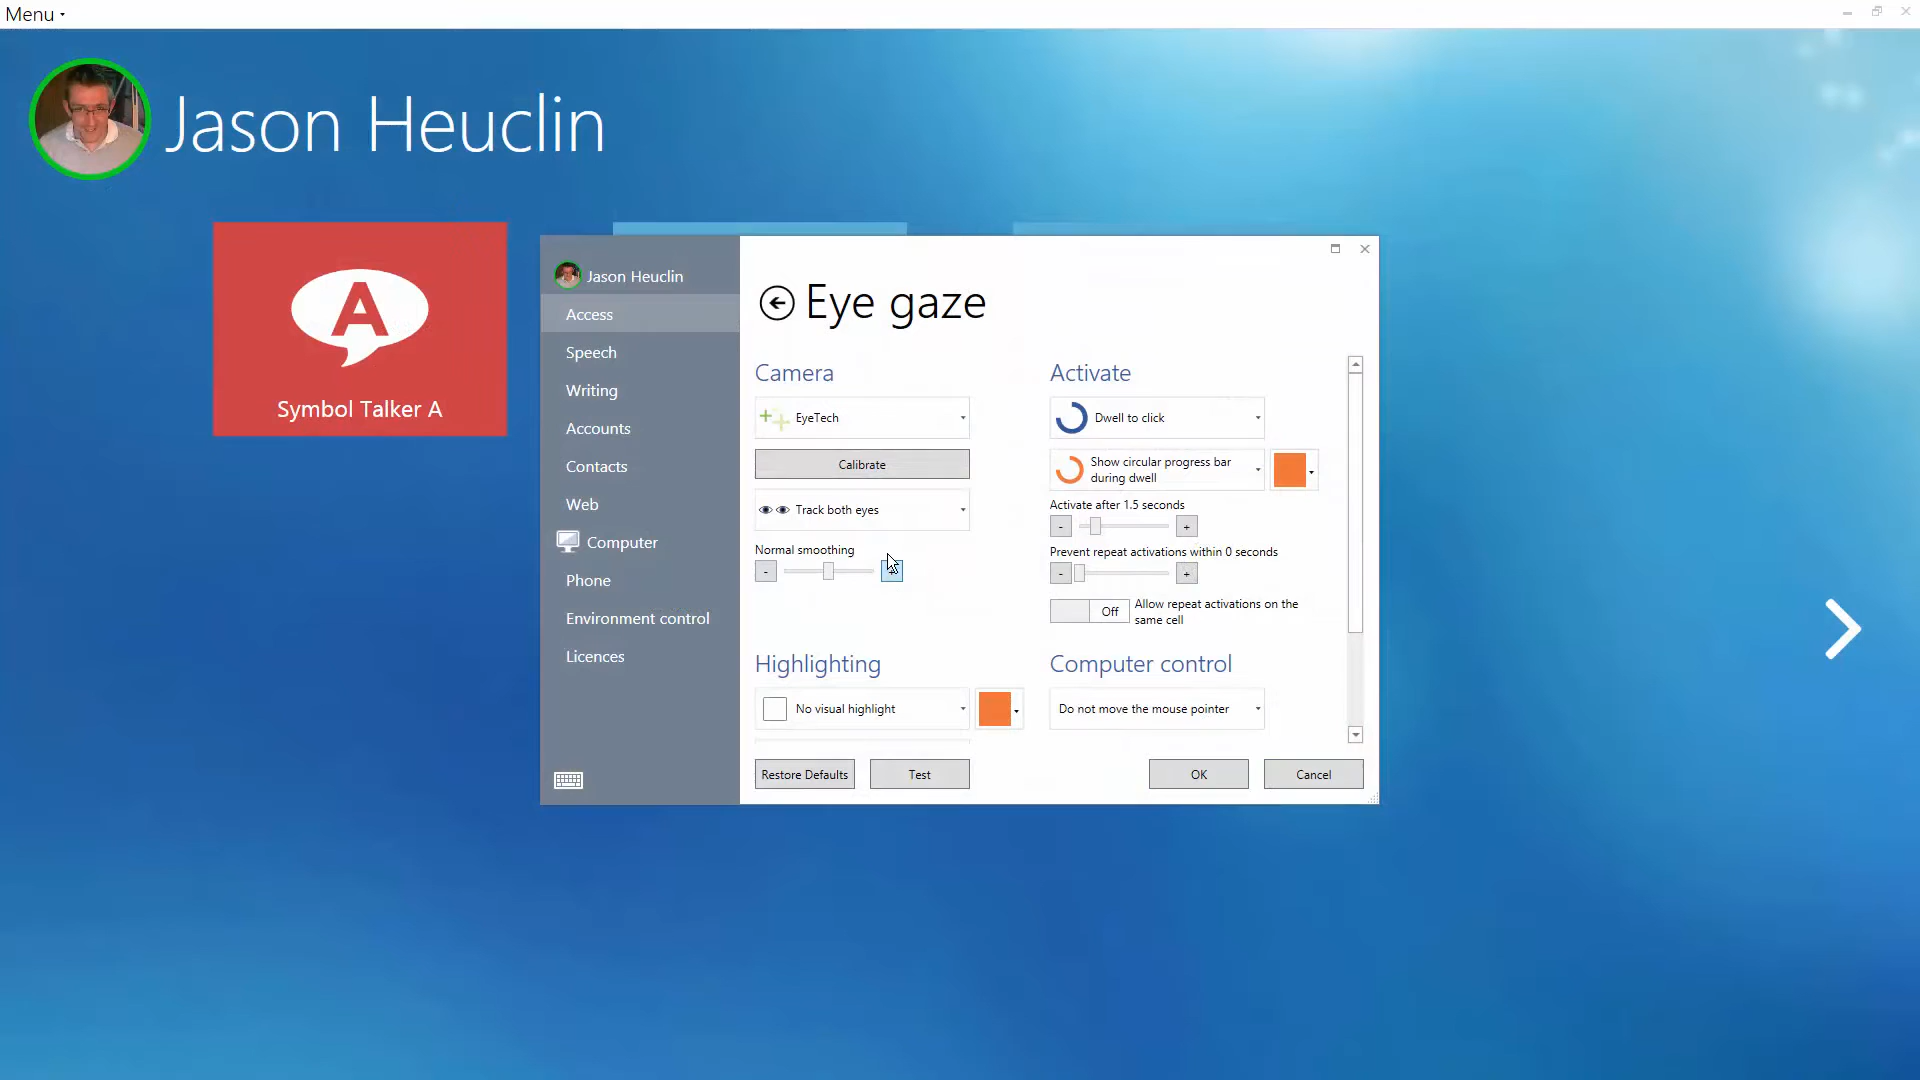 Menu
Jason Heuclin
A
Symbol Talker A
Jason Heuclin
Access
Speech
Writing
Accounts
Contacts
Web
Computer
Phone
Environment control
Licences
Eye gaze
Camera
EyeTech
Calibrate
Track both eyes
Normal smoothing
-
+
Highlighting
No visual highlight
Activate
Dwell to click
Show circular progress bar
during dwell
Activate after 1.5 seconds
-
+
Prevent repeat activations within 0 seconds
-
+
Off
Allow repeat activations on the
same cell
Computer control
Do not move the mouse pointer
Restore Defaults
Test
OK
Cancel